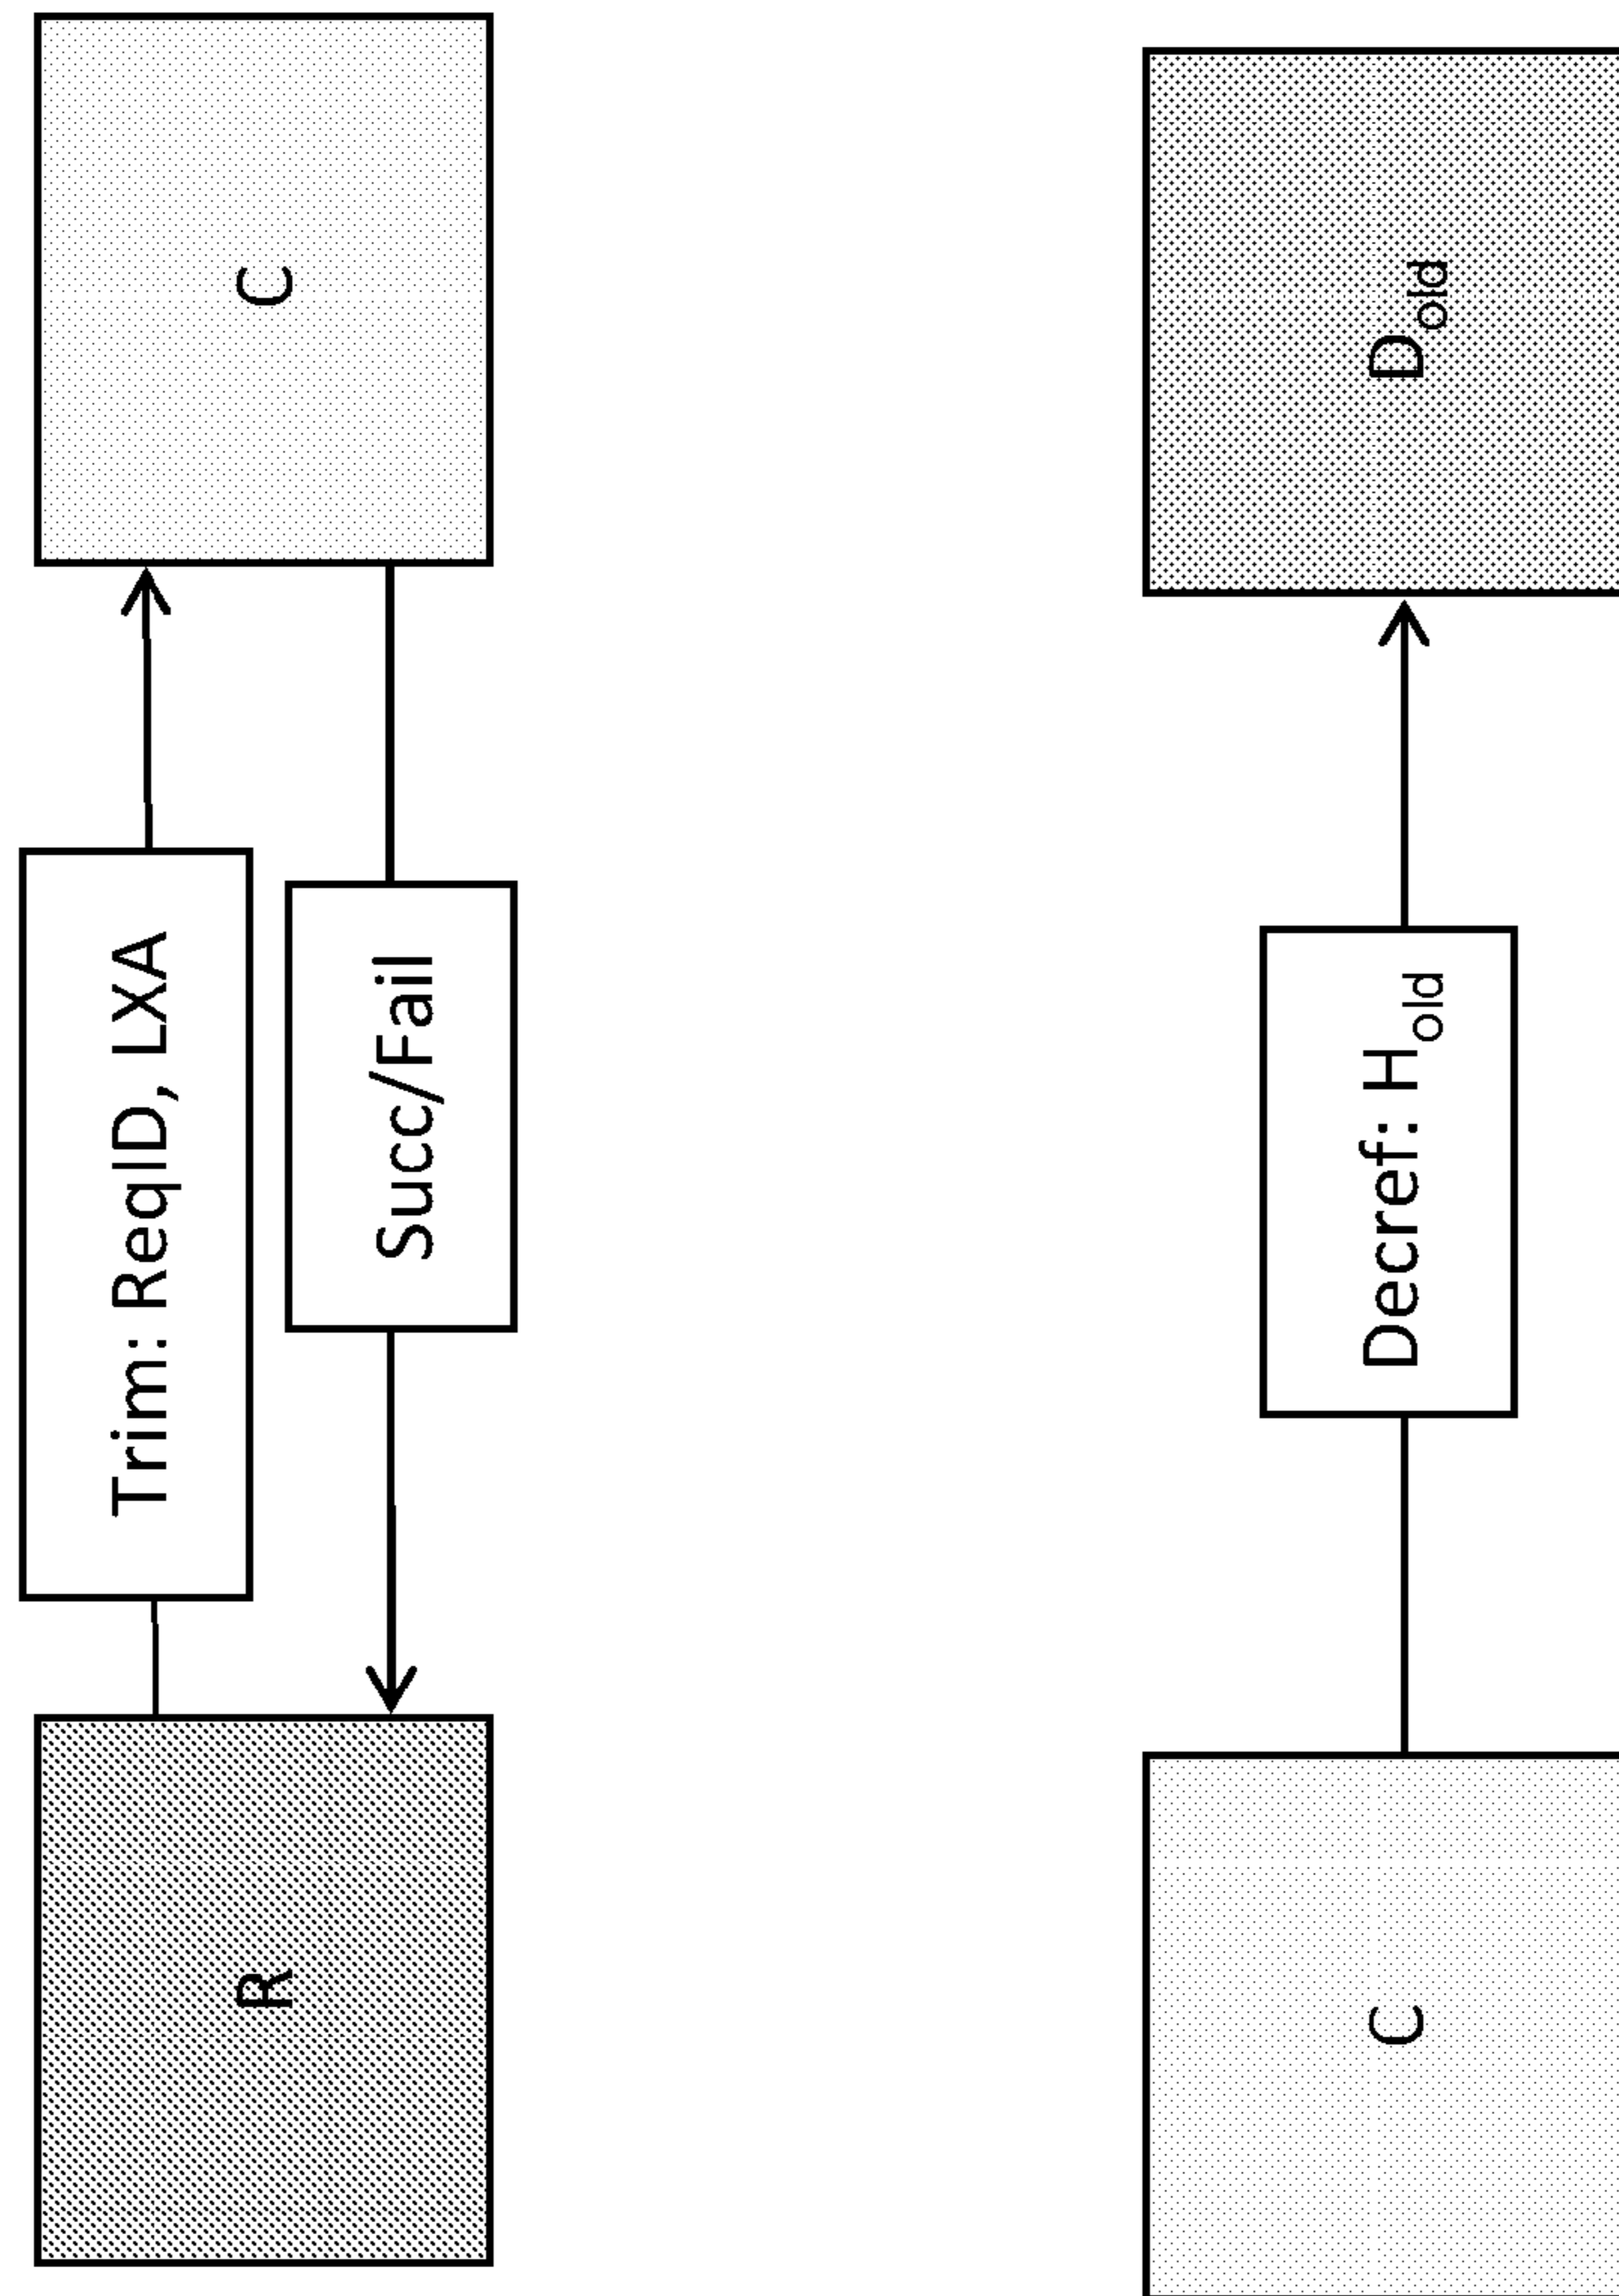 R
Trim: ReqID, LXA
Succ/Fail
C
C
Decref: H_old
D_old